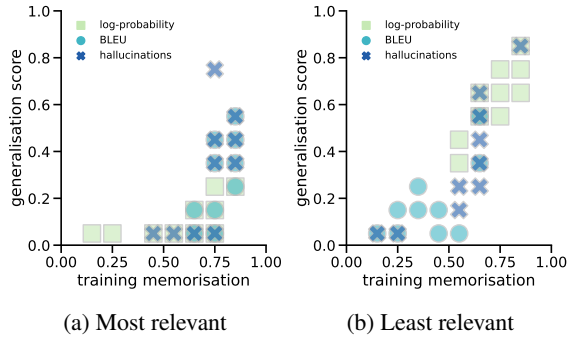 1.0
0.8
0.6
0.4
0.2
0.0
generalisation score
log-probability
BLEU
hallucinations
0.00 0.25 0.50 0.75 1.00
training memorisation
(a) Most relevant
1.0
0.8
0.6
0.4
0.2
0.0
generalisation score
log-probability
BLEU
hallucinations
0.00 0.25 0.50 0.75 1.00
training memorisation
(b) Least relevant